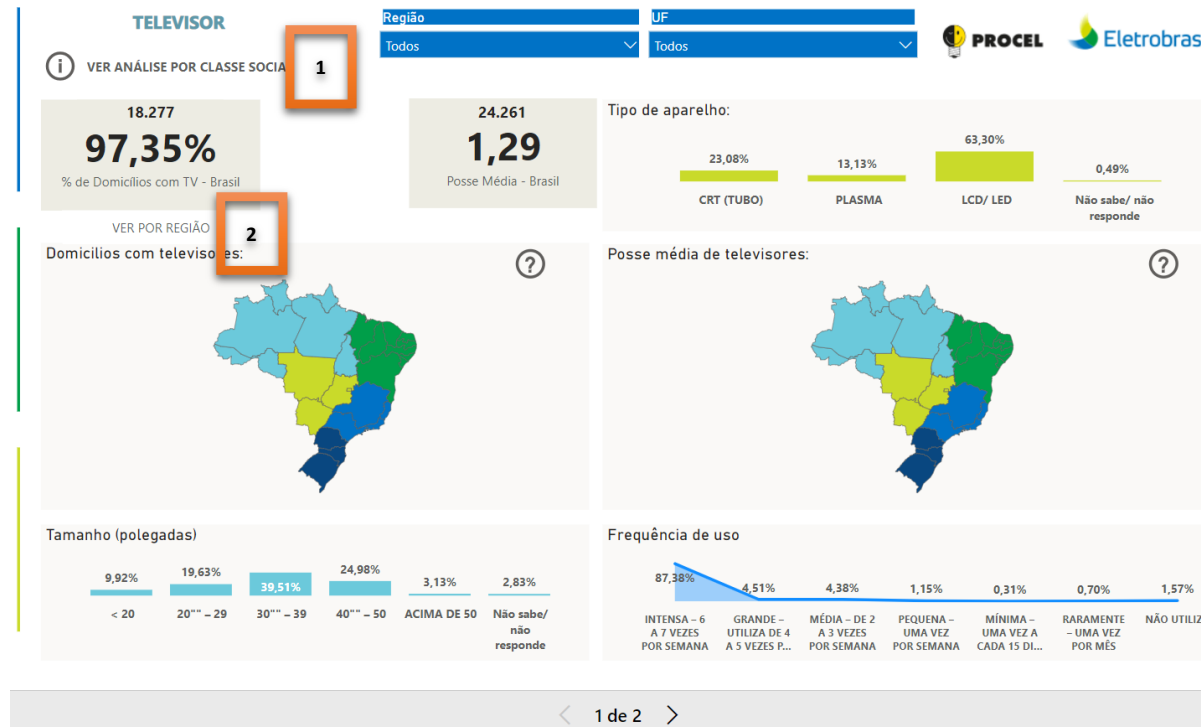 TELEVISOR
Região
UF
Todos
Todos
PROCEL
Eletrobras
VER ANÁLISE POR CLASSE SOCIA
1
18.277
97,35%
% de Domicílios com TV - Brasil
24.261
1,29
Posse Média - Brasil
Tipo de aparelho:
23,08%
13,13%
63,30%
0,49%
CRT (TUBO)
PLASMA
LCD/ LED
Não sabe/ não
responde
VER POR REGIÃO
2
Domicilios com televisores:
?
Posse média de televisores:
?
Tamanho (polegadas)
9,92%
19,63%
39,51%
24,98%
3,13%
2,83%
< 20
20"" – 29
30"" – 39
40"" – 50
ACIMA DE 50
Não sabe/
não
responde
Frequência de uso
87,38%
4,51%
4,38%
1,15%
0,31%
0,70%
1,57%
INTENSA – 6
A 7 VEZES
POR SEMANA
GRANDE –
UTILIZA DE 4
A 5 VEZES P...
MÉDIA – DE 2
A 3 VEZES
POR SEMANA
PEQUENA –
UMA VEZ
POR SEMANA
MÍNIMA –
UMA VEZ A
CADA 15 DI...
RARAMENTE
– UMA VEZ
POR MÊS
NÃO UTILIZ
1 de 2